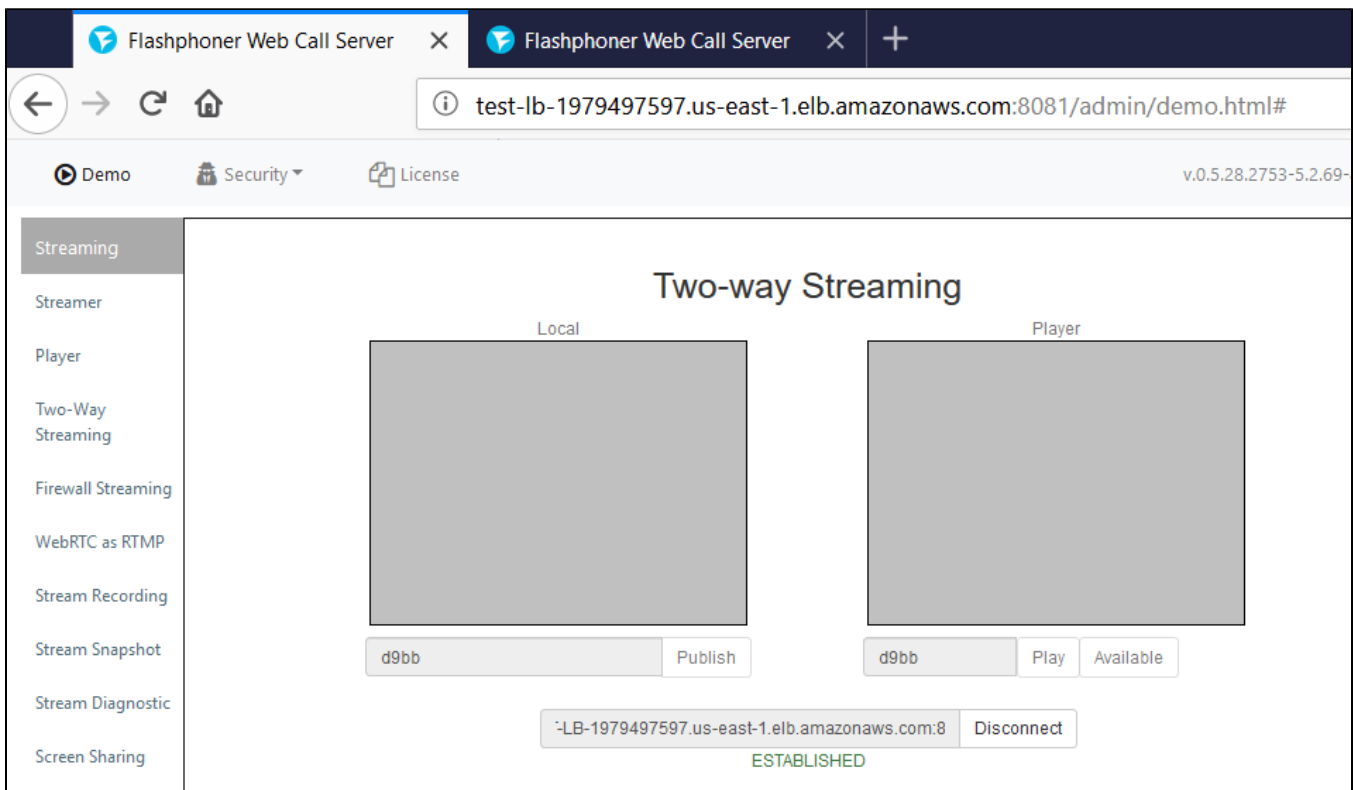 Flashphoner Web Call Server
Flashphoner Web Call Server
test-lb-1979497597.us-east-1.elb.amazonaws.com:8081/admin/demo.html#
Demo Security License v.0.5.28.2753-5.2.69-
Streaming
Streamer
Player
Two-Way
Streaming
Firewall Streaming
WebRTC as RTMP
Stream Recording
Stream Snapshot
Stream Diagnostic
Screen Sharing
Two-way Streaming
Local Player
d9bb Publish d9bb Play Available
-LB-1979497597.us-east-1.elb.amazonaws.com:8 Disconnect
ESTABLISHED